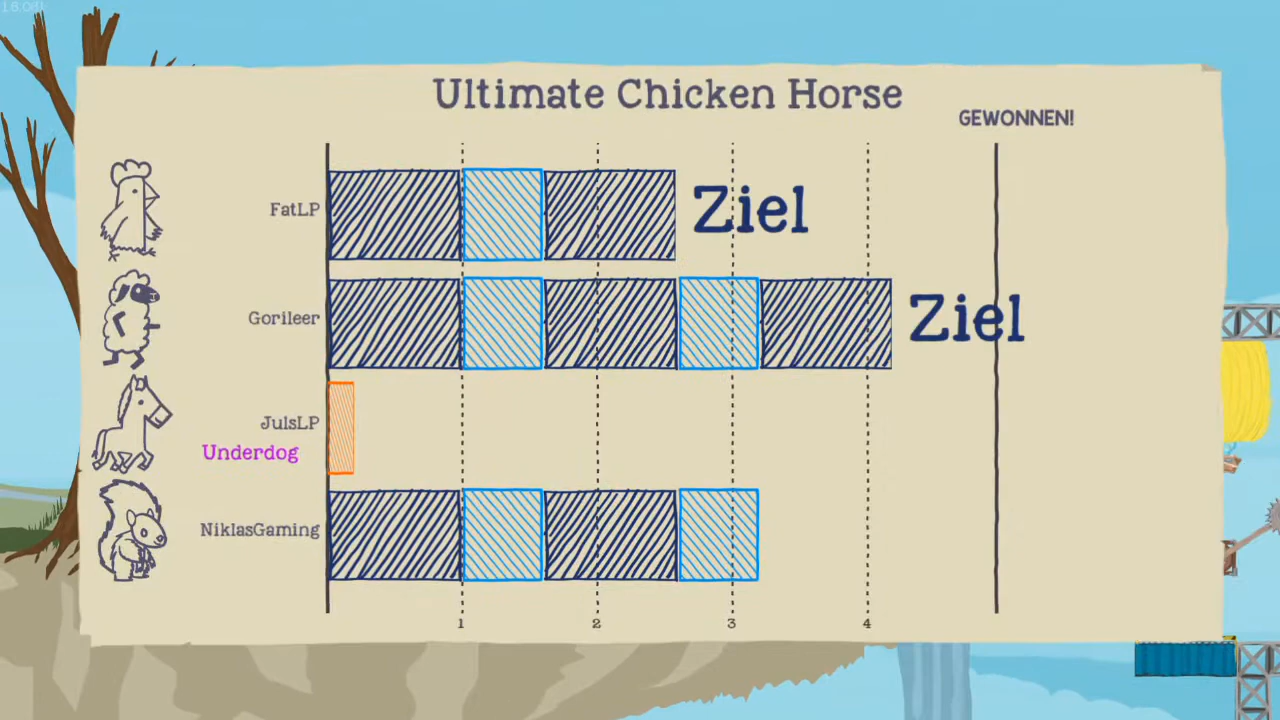 Ultimate Chicken Horse
GEWONNEN!
FatLP
Ziel
Gorileer
Ziel
JulsLP
Underdog
NiklasGaming
1 2 3 4